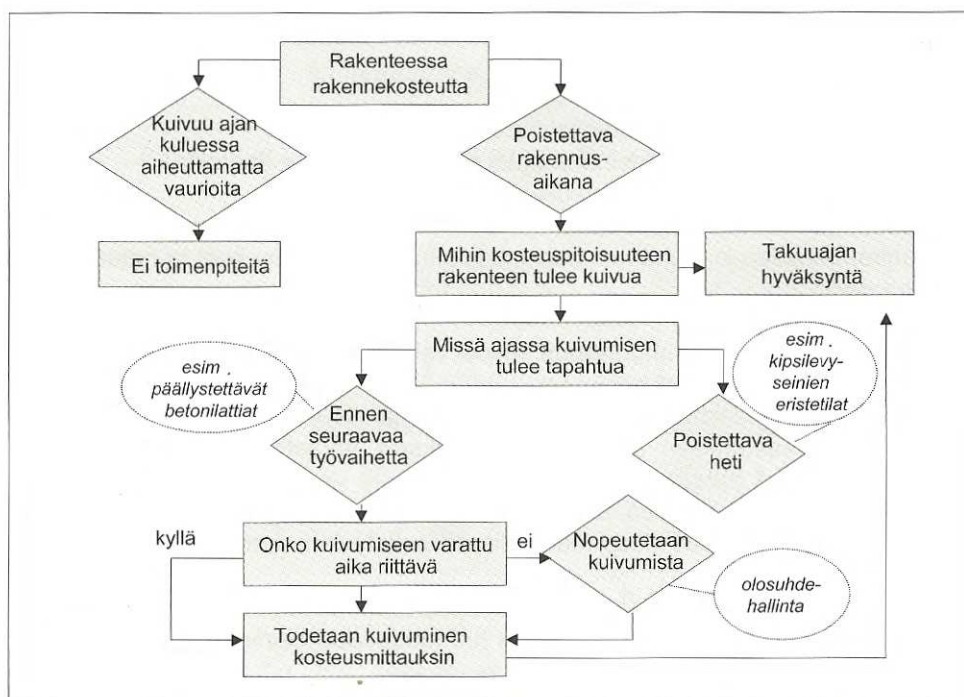 Rakenteessa
rakennekosteutta
Kuivuu ajan
kuluessa
aiheuttamatta
vaurioita
Poistettava
rakennus-
aikana
Ei toimenpiteitä
Mihin kosteuspitoisuuteen
rakenteen tulee kuivua
Takuuajan
hyväksyntä
Missä ajassa kuivumisen
tulee tapahtua
esim .
päällystettävät
betonilattiat
esim .
kipsilevy-
seinien
eristetilat
Ennen
seuraavaa
työvaihetta
Poistettava
heti
kyllä
Onko kuivumiseen varattu
aika riittävä
ei
Nopeutetaan
kuivumista
olosuhde-
hallinta
Todetaan kuivuminen
kosteusmittauksin